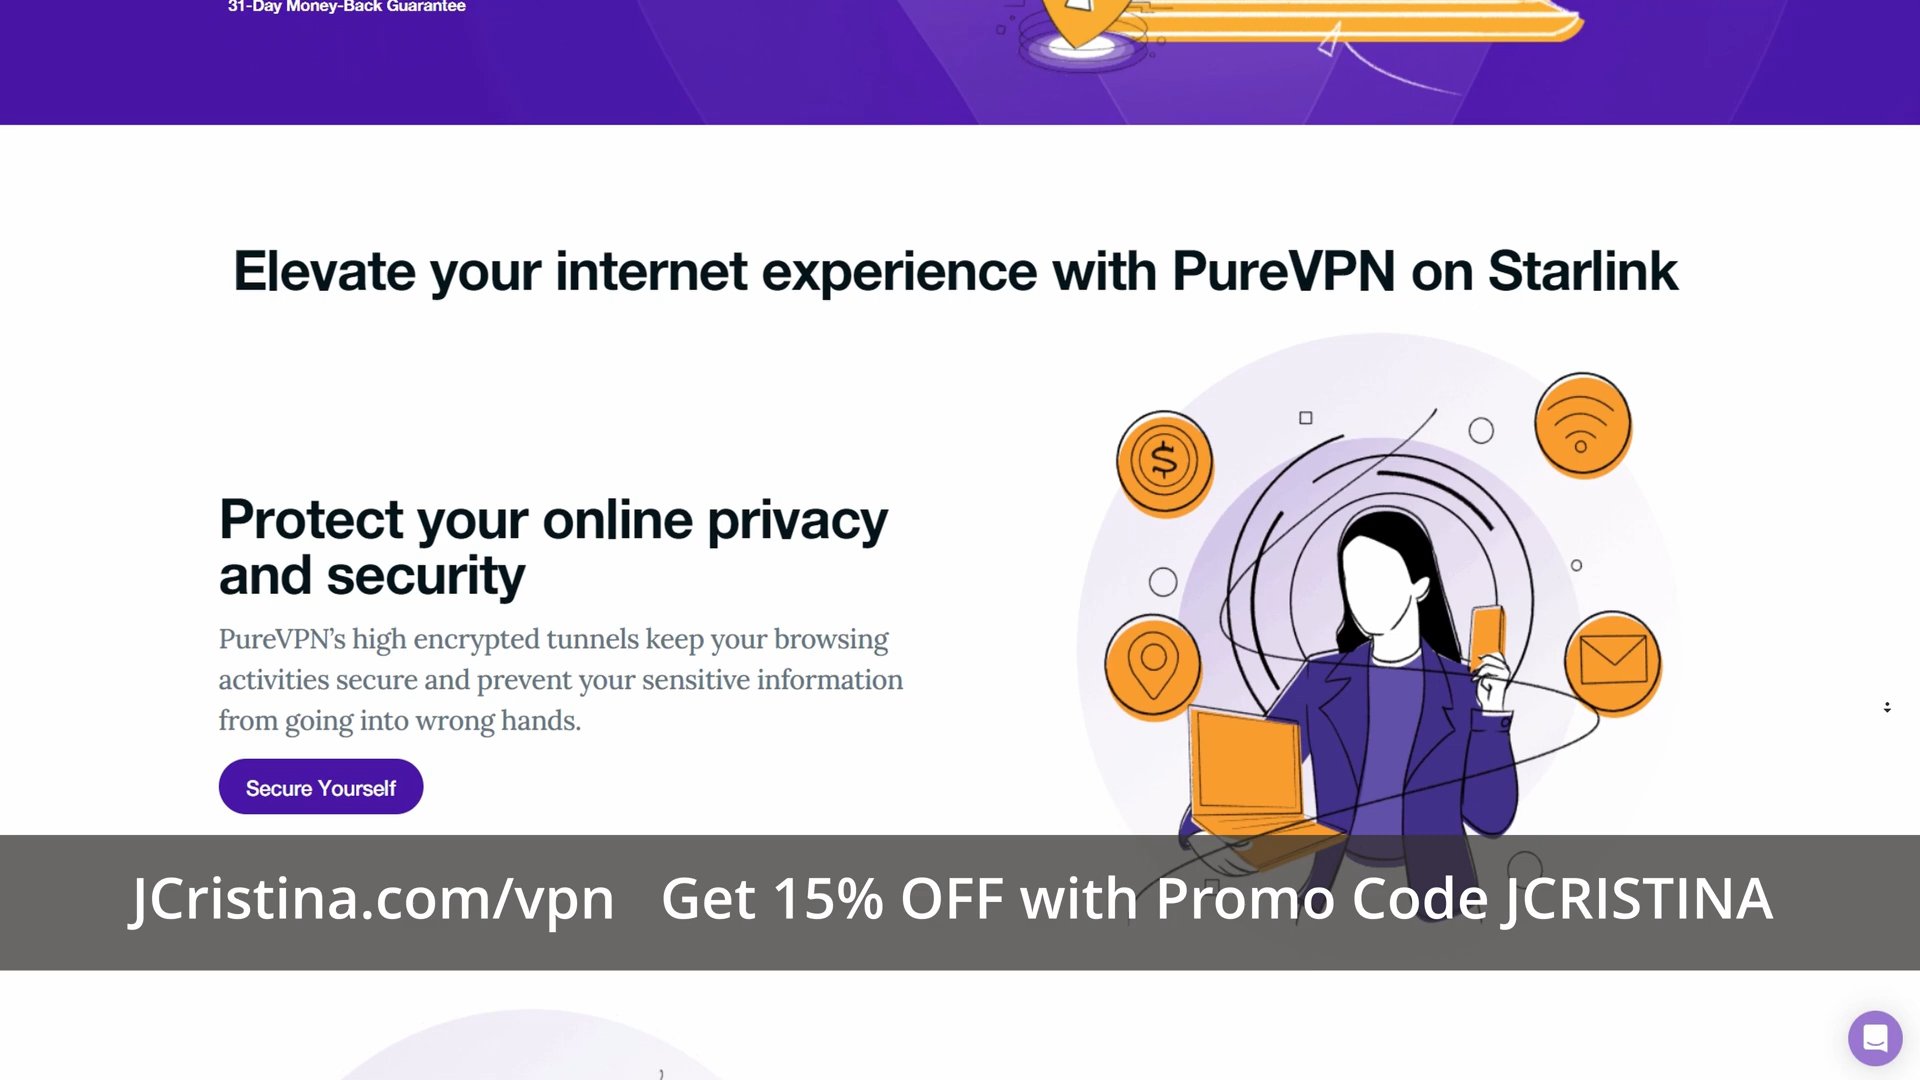 31-Day Money-Back Guarantee
Elevate your internet experience with PureVPN on Starlink
Protect your online privacy
and security
PureVPN’s high encrypted tunnels keep your browsing
activities secure and prevent your sensitive information
from going into wrong hands.
Secure Yourself
JCristina.com/vpn   Get 15% OFF with Promo Code JCRISTINA